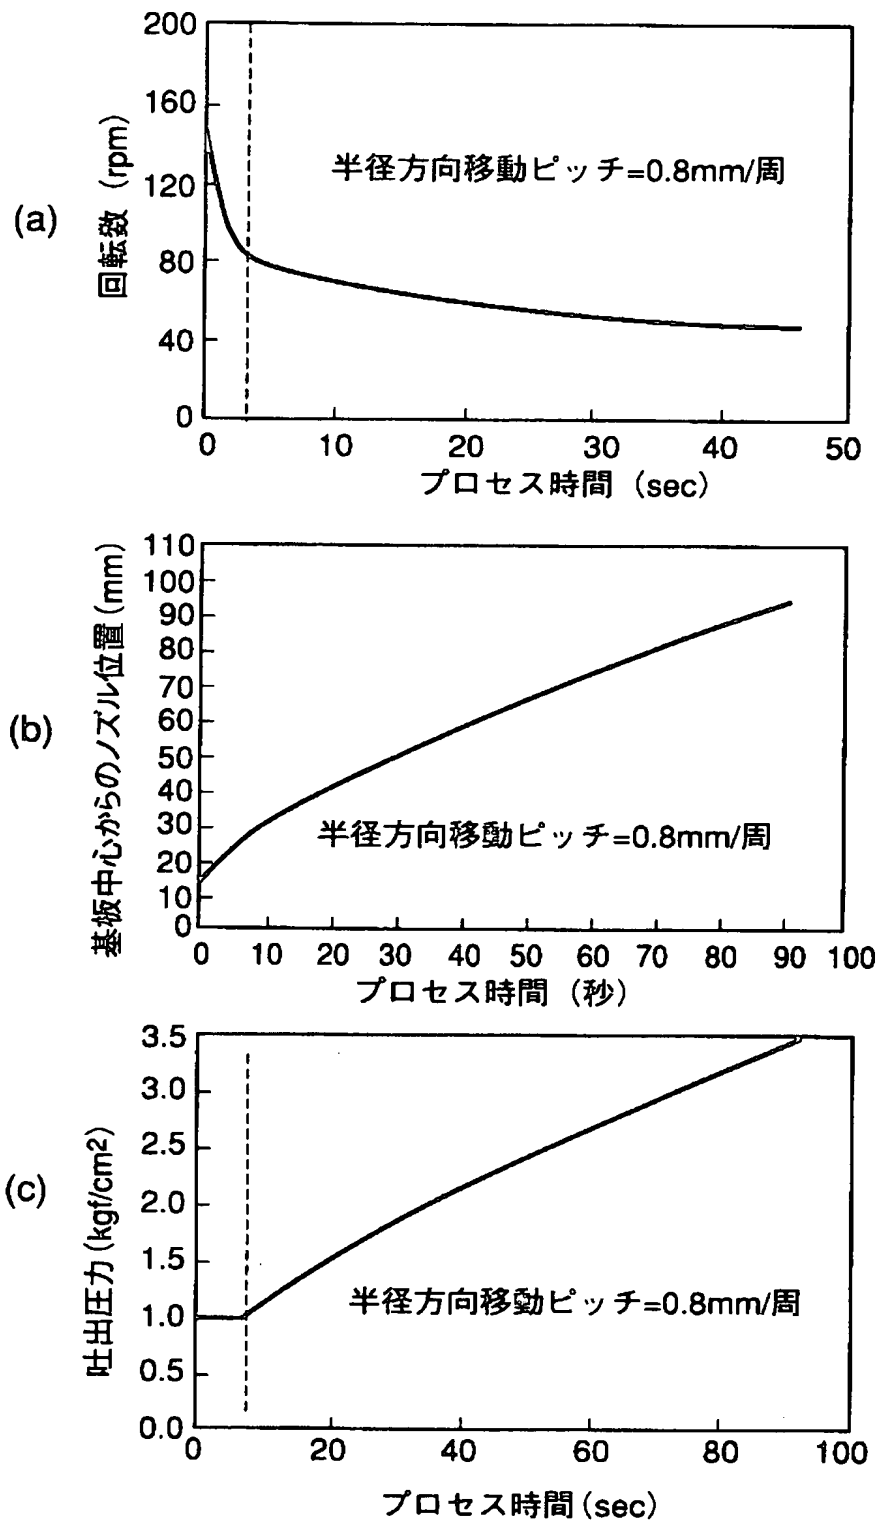 (a)
回転数 (rpm)
200
160
120
80
40
0
半径方向移動ピッチ=0.8mm/周
0 10 20 30 40 50
プロセス時間 (sec)
(b)
基板中心からのノズル位置(mm)
110
100
90
80
70
60
50
40
30
20
10
0
半径方向移動ピッチ=0.8mm/周
0 10 20 30 40 50 60 70 80 90 100
プロセス時間 (秒)
(c)
吐出圧力(kgf/cm²)
3.5
3.0
2.5
2.0
1.5
1.0
0.5
0.0
半径方向移動ピッチ=0.8mm/周
0 20 40 60 80 100
プロセス時間(sec)